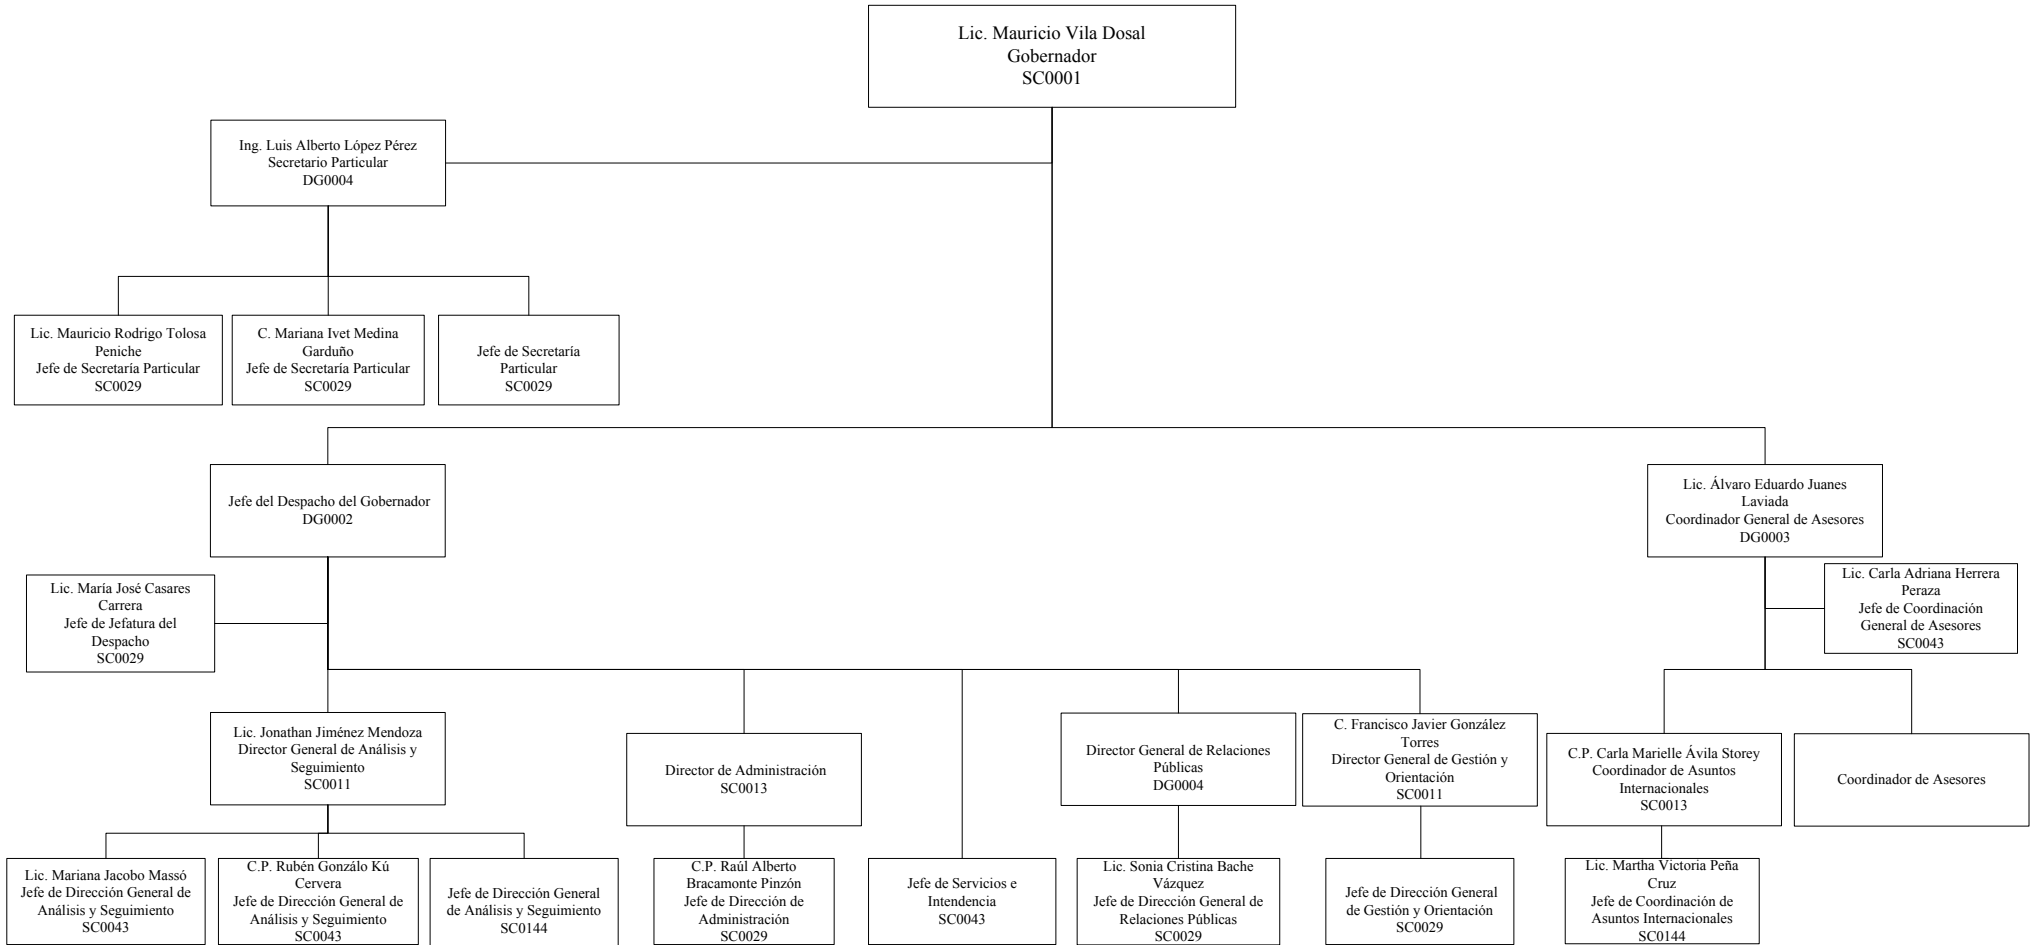 Lic. Mauricio Vila Dosal
Gobernador
SC0001
Ing. Luis Alberto López Pérez
Secretario Particular
DG0004
Lic. Mauricio Rodrigo Tolosa
Peniche
Jefe de Secretaría Particular
SC0029
C. Mariana Ivet Medina
Garduño
Jefe de Secretaría Particular
SC0029
Jefe de Secretaría
Particular
SC0029
Jefe del Despacho del Gobernador
DG0002
Lic. Álvaro Eduardo Juanes
Laviada
Coordinador General de Asesores
DG0003
Lic. María José Casares
Carrera
Jefe de Jefatura del
Despacho
SC0029
Lic. Carla Adriana Herrera
Peraza
Jefe de Coordinación
General de Asesores
SC0043
Lic. Jonathan Jiménez Mendoza
Director General de Análisis y
Seguimiento
SC0011
Director de Administración
SC0013
Director General de Relaciones
Públicas
DG0004
C. Francisco Javier González
Torres
Director General de Gestión y
Orientación
SC0011
C.P. Carla Marielle Ávila Storey
Coordinador de Asuntos
Internacionales
SC0013
Coordinador de Asesores
Lic. Mariana Jacobo Massó
Jefe de Dirección General de
Análisis y Seguimiento
SC0043
C.P. Rubén Gonzálo Kú
Cervera
Jefe de Dirección General de
Análisis y Seguimiento
SC0043
Jefe de Dirección General
de Análisis y Seguimiento
SC0144
C.P. Raúl Alberto
Bracamonte Pinzón
Jefe de Dirección de
Administración
SC0029
Jefe de Servicios e
Intendencia
SC0043
Lic. Sonia Cristina Bache
Vázquez
Jefe de Dirección General de
Relaciones Públicas
SC0029
Jefe de Dirección General
de Gestión y Orientación
SC0029
Lic. Martha Victoria Peña
Cruz
Jefe de Coordinación de
Asuntos Internacionales
SC0144